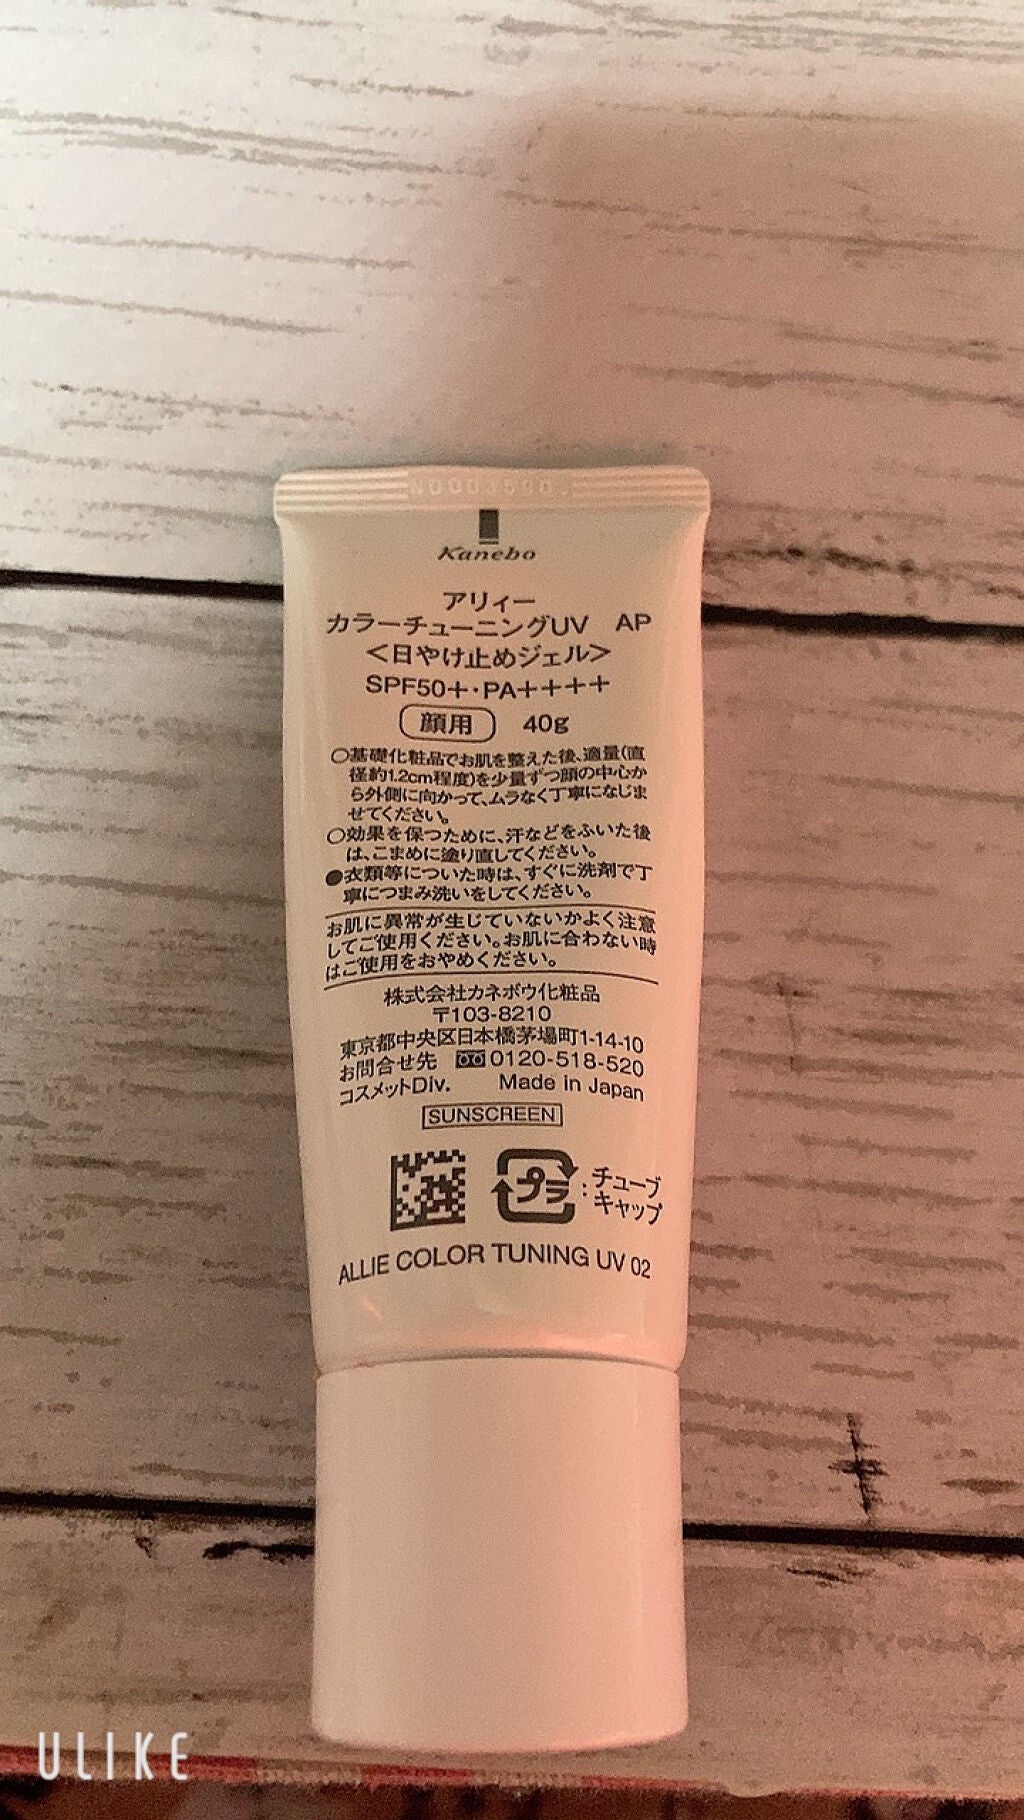 Kanebo
アリィー
カラーチューニングUV AP
<日やけ止めジェル>
SPF50+・PA++++
顔用 40g
○基礎化粧品でお肌を整えた後、適量(直
径約1.2cm程度)を少量ずつ顔の中心か
ら外側に向かって、ムラなく丁寧になじま
せてください。
○効果を保つために、汗などをふいた後
は、こまめに塗り直してください。
●衣類等についた時は、すぐに洗剤で丁
寧につまみ洗いをしてください。
お肌に異常が生じていないかよく注意
してご使用ください。お肌に合わない時
はご使用をおやめください。
株式会社カネボウ化粧品
〒103-8210
東京都中央区日本橋茅場町1-14-10
お問合せ先 0120-518-520
コスメットDiv. Made in Japan
SUNSCREEN
プラ : チューブ
キャップ
ALLIE COLOR TUNING UV 02
ULIKE